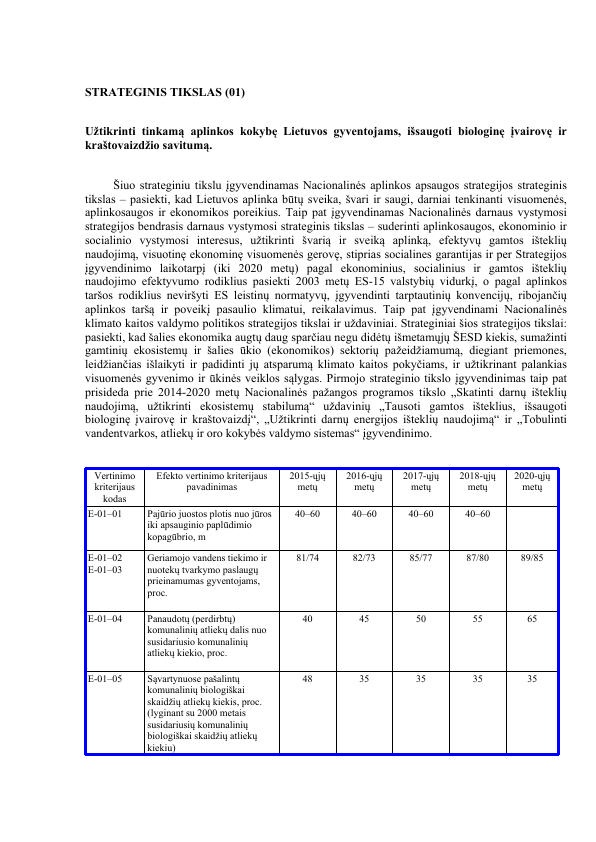 STRATEGINIS TIKSLAS (01)
Užtikrinti tinkamą aplinkos kokybę Lietuvos gyventojams, išsaugoti biologinę įvairovę ir
kraštovaizdžio savitumą.
Šiuo strateginiu tikslu įgyvendinamas Nacionalinės aplinkos apsaugos strategijos strateginis
tikslas – pasiekti, kad Lietuvos aplinka būtų sveika, švari ir saugi, darniai tenkinanti visuomenės,
aplinkosaugos ir ekonomikos poreikius. Taip pat įgyvendinamas Nacionalinės darnaus vystymosi
strategijos bendrasis darnaus vystymosi strateginis tikslas – suderinti aplinkosaugos, ekonominio ir
socialinio vystymosi interesus, užtikrinti švarią ir sveiką aplinką, efektyvų gamtos išteklių
naudojimą, visuotinę ekonominę visuomenės gerovę, stiprias socialines garantijas ir per Strategijos
įgyvendinimo laikotarpį (iki 2020 metų) pagal ekonominius, socialinius ir gamtos išteklių
naudojimo efektyvumo rodiklius pasiekti 2003 metų ES-15 valstybių vidurkį, o pagal aplinkos
taršos rodiklius neviršyti ES leistinų normatyvų, įgyvendinti tarptautinių konvencijų, ribojančių
aplinkos taršą ir poveikį pasaulio klimatui, reikalavimus. Taip pat įgyvendinami Nacionalinės
klimato kaitos valdymo politikos strategijos tikslai ir uždaviniai. Strateginiai šios strategijos tikslai:
pasiekti, kad šalies ekonomika augtų daug sparčiau negu didėtų išmetamųjų ŠESD kiekis, sumažinti
gamtinių ekosistemų ir šalies ūkio (ekonomikos) sektorių pažeidžiamumą, diegiant priemones,
leidžiančias išlaikyti ir padidinti jų atsparumą klimato kaitos pokyčiams, ir užtikrinant palankias
visuomenės gyvenimo ir ūkinės veiklos sąlygas. Pirmojo strateginio tikslo įgyvendinimas taip pat
prisideda prie 2014-2020 metų Nacionalinės pažangos programos tikslo „Skatinti darnų išteklių
naudojimą, užtikrinti ekosistemų stabilumą“ uždavinių „Tausoti gamtos išteklius, išsaugoti
biologinę įvairovę ir kraštovaizdį“, „Užtikrinti darnų energijos išteklių naudojimą“ ir „Tobulinti
vandentvarkos, atliekų ir oro kokybės valdymo sistemas“ įgyvendinimo.
Vertinimo Efekto vertinimo kriterijaus 2015-ųjų 2016-ųjų 2017-ųjų 2018-ųjų 2020-ųjų
kriterijaus pavadinimas metų metų metų metų metų
kodas
E-01–01 Pajūrio juostos plotis nuo jūros 40–60 40–60 40–60 40–60
iki apsauginio paplūdimio
kopagūbrio, m
E-01–02 Geriamojo vandens tiekimo ir 81/74 82/73 85/77 87/80 89/85
E-01–03 nuotekų tvarkymo paslaugų
prieinamumas gyventojams,
proc.
E-01–04 Panaudotų (perdirbtų) 40 45 50 55 65
komunalinių atliekų dalis nuo
susidariusio komunalinių
atliekų kiekio, proc.
E-01–05 Sąvartynuose pašalintų 48 35 35 35 35
komunalinių biologiškai
skaidžių atliekų kiekis, proc.
(lyginant su 2000 metais
susidariusių komunalinių
biologiškai skaidžių atliekų
kiekiu)